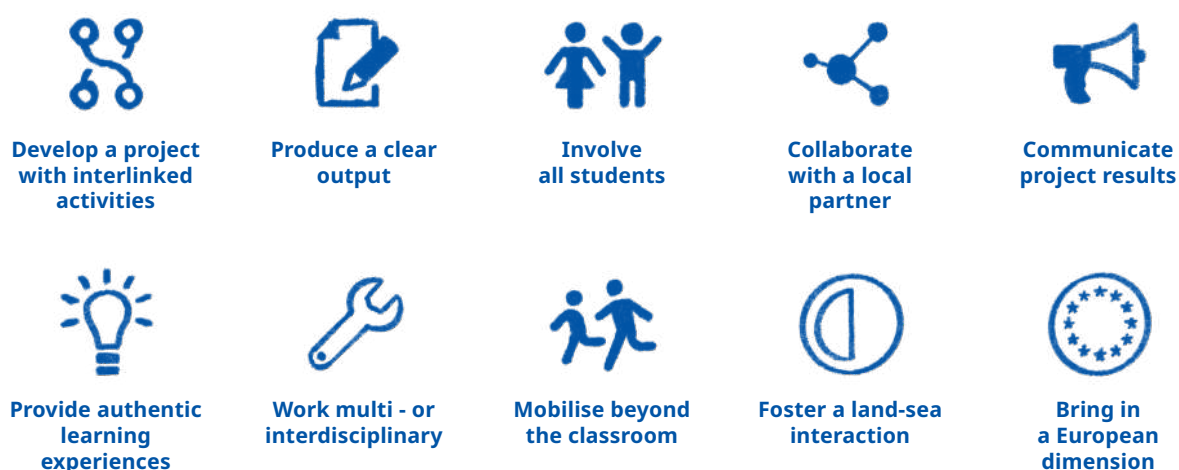 Develop a project
with interlinked
activities
Produce a clear
output
Involve
all students
Collaborate
with a local
partner
Communicate
project results
Provide authentic
learning
experiences
Work multi - or
interdisciplinary
Mobilise beyond
the classroom
Foster a land-sea
interaction
Bring in
a European
dimension